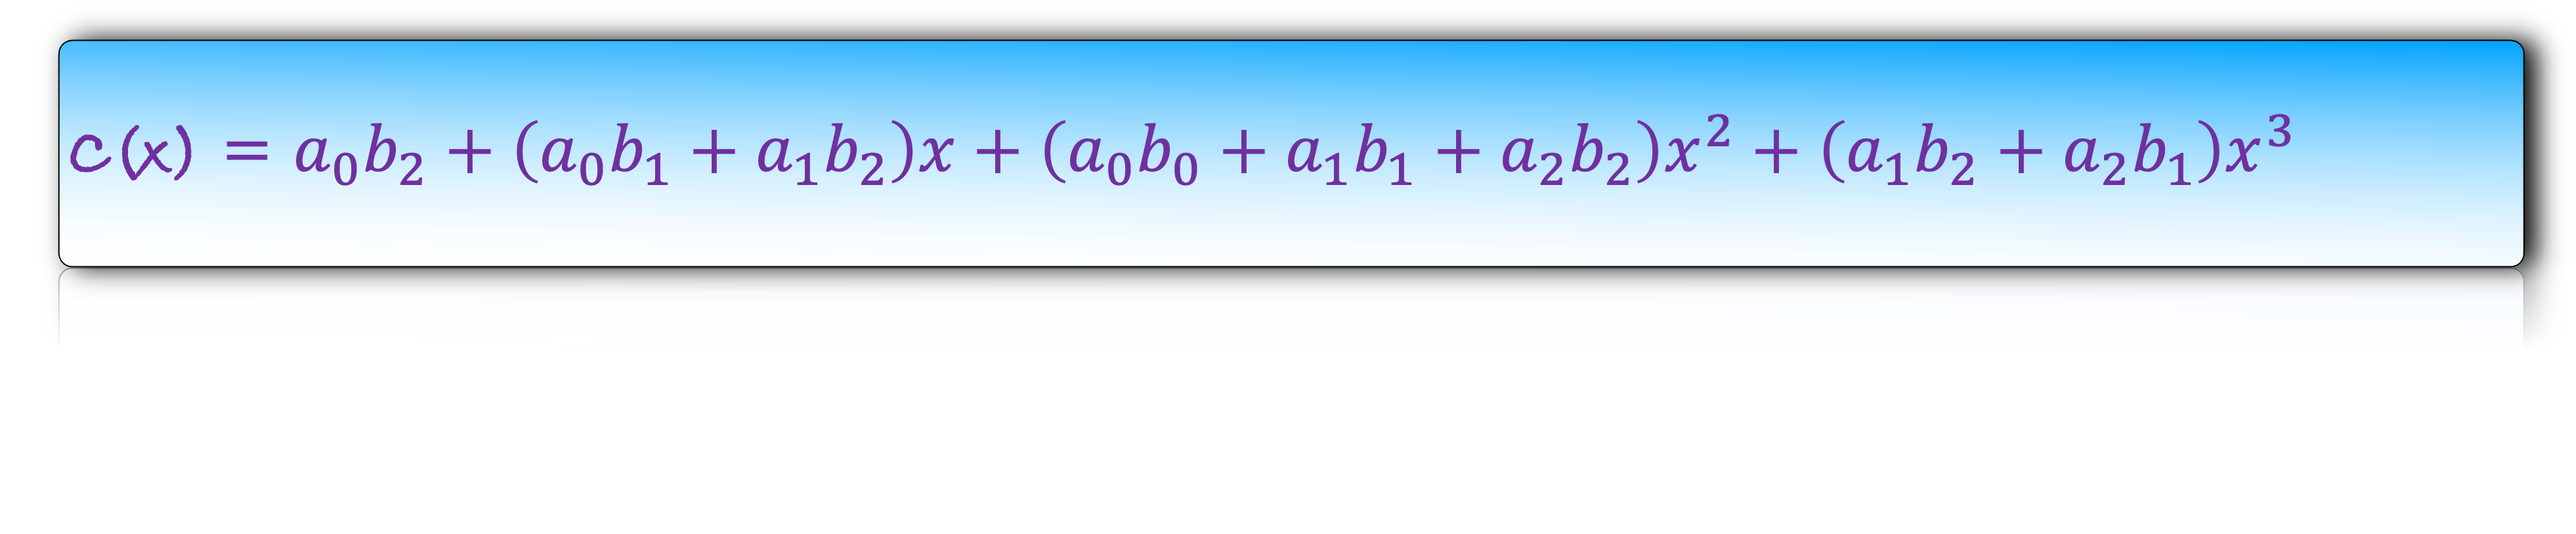 C(x) = a₀b₂ + (a₀b₁ + a₁b₂)x + (a₀b₀ + a₁b₁ + a₂b₂)x² + (a₁b₂ + a₂b₁)x³